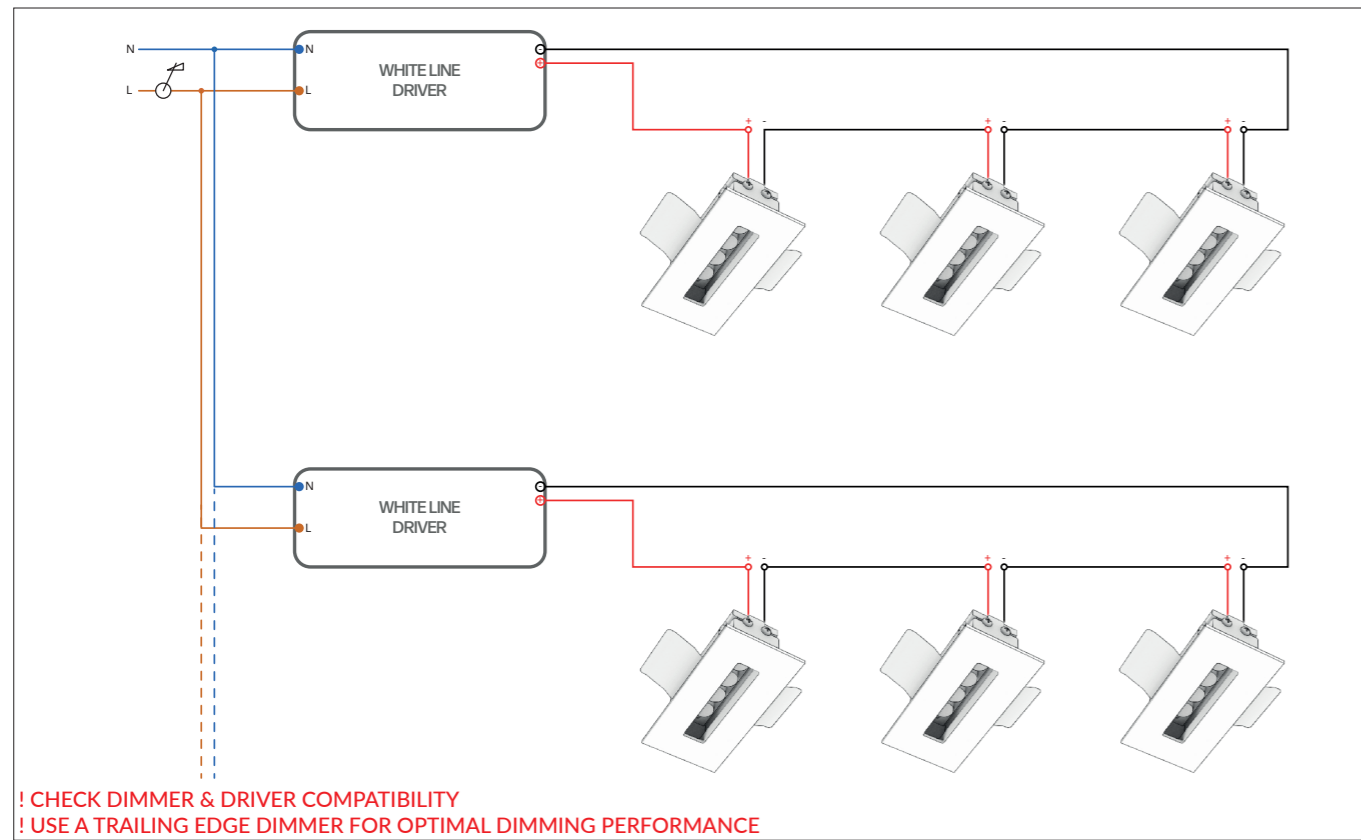 N
N
WHITE LINE
DRIVER
-
+
L
L
+ - + - + -
N
WHITE LINE
DRIVER
-
+
L
+ - + - + -
! CHECK DIMMER & DRIVER COMPATIBILITY
! USE A TRAILING EDGE DIMMER FOR OPTIMAL DIMMING PERFORMANCE